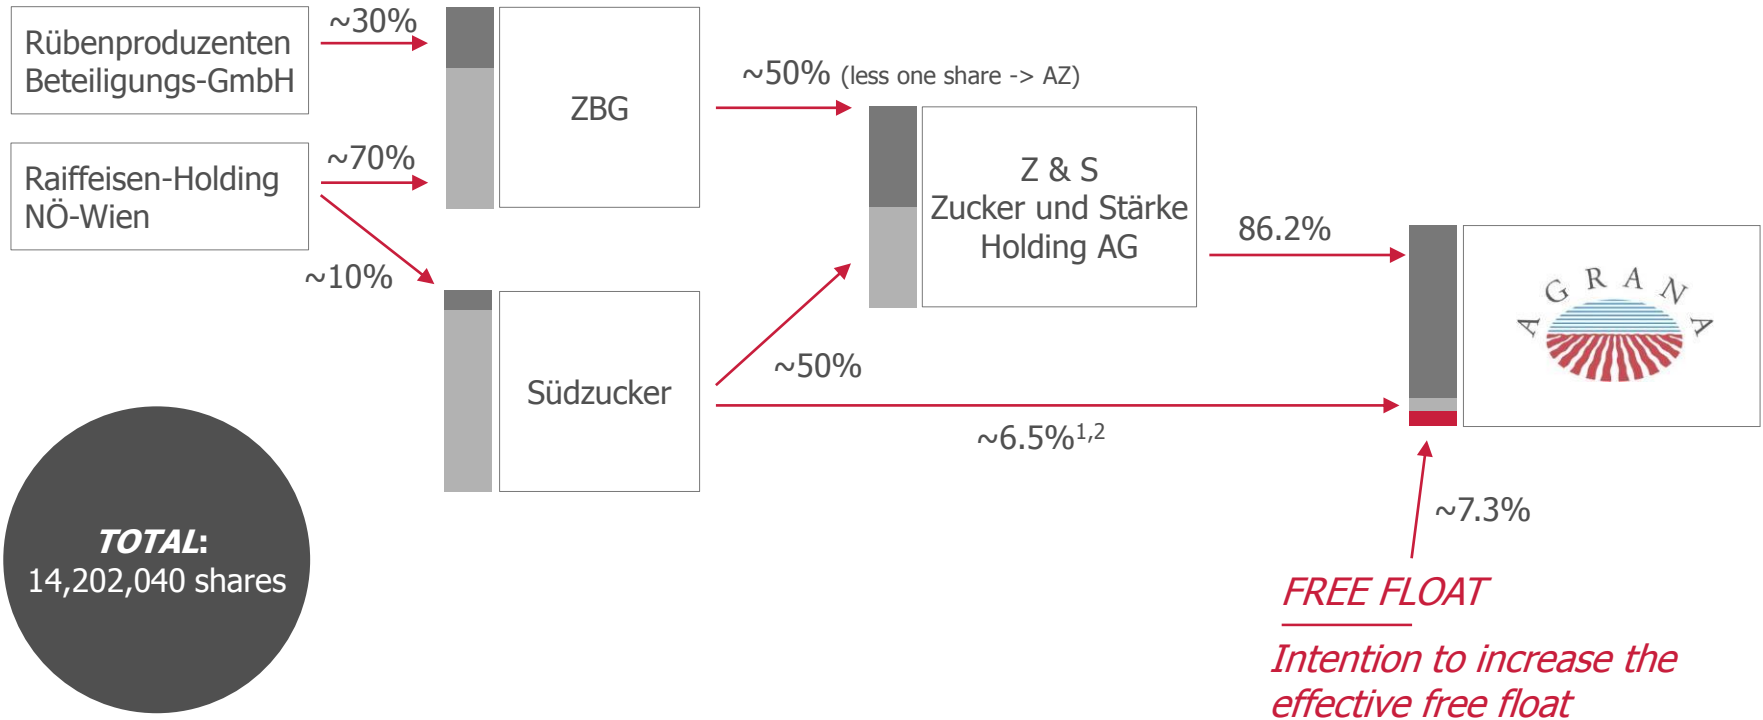 Rübenproduzenten
Beteiligungs-GmbH
~30%
ZBG
~50% (less one share -> AZ)
Raiffeisen-Holding
NÖ-Wien
~70%
~10%
Z & S
Zucker und Stärke
Holding AG
86.2%
AGRANA
Südzucker
~50%
~6.5%1,2
~7.3%
TOTAL:
14,202,040 shares
FREE FLOAT
Intention to increase the
effective free float